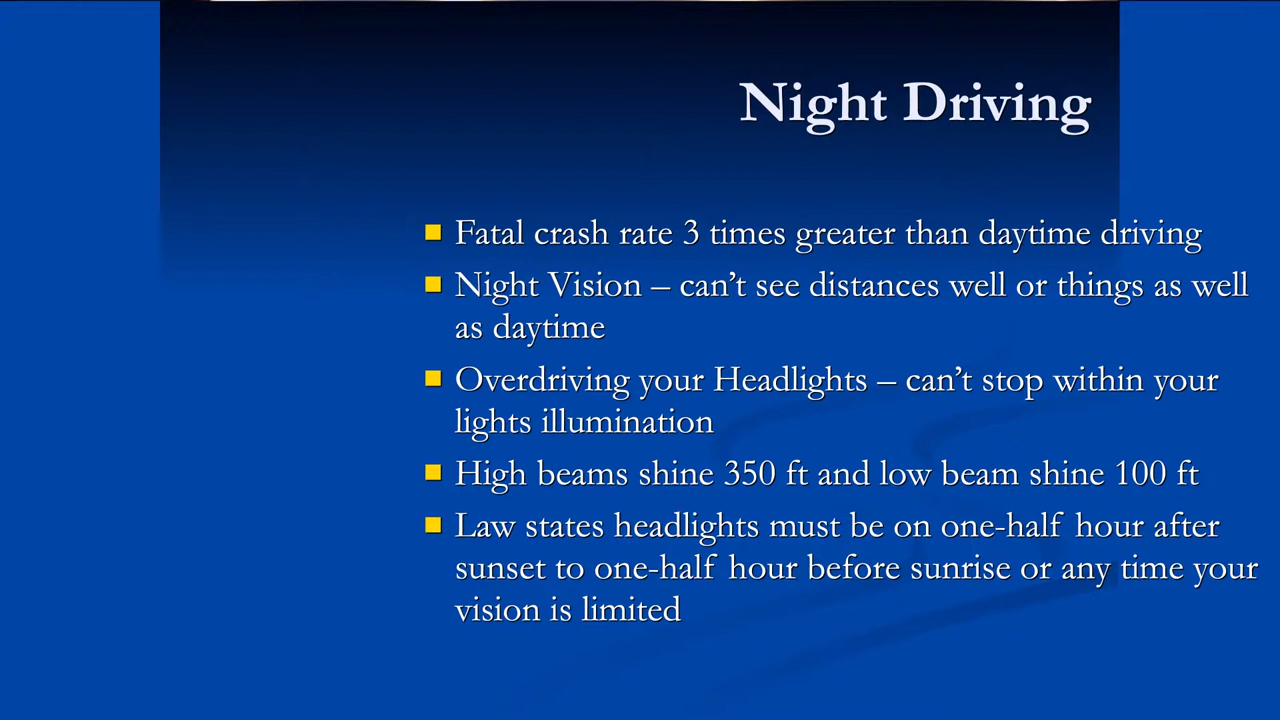 Night Driving
Fatal crash rate 3 times greater than daytime driving
Night Vision – can’t see distances well or things as well
as daytime
Overdriving your Headlights – can’t stop within your
lights illumination
High beams shine 350 ft and low beam shine 100 ft
Law states headlights must be on one-half hour after
sunset to one-half hour before sunrise or any time your
vision is limited